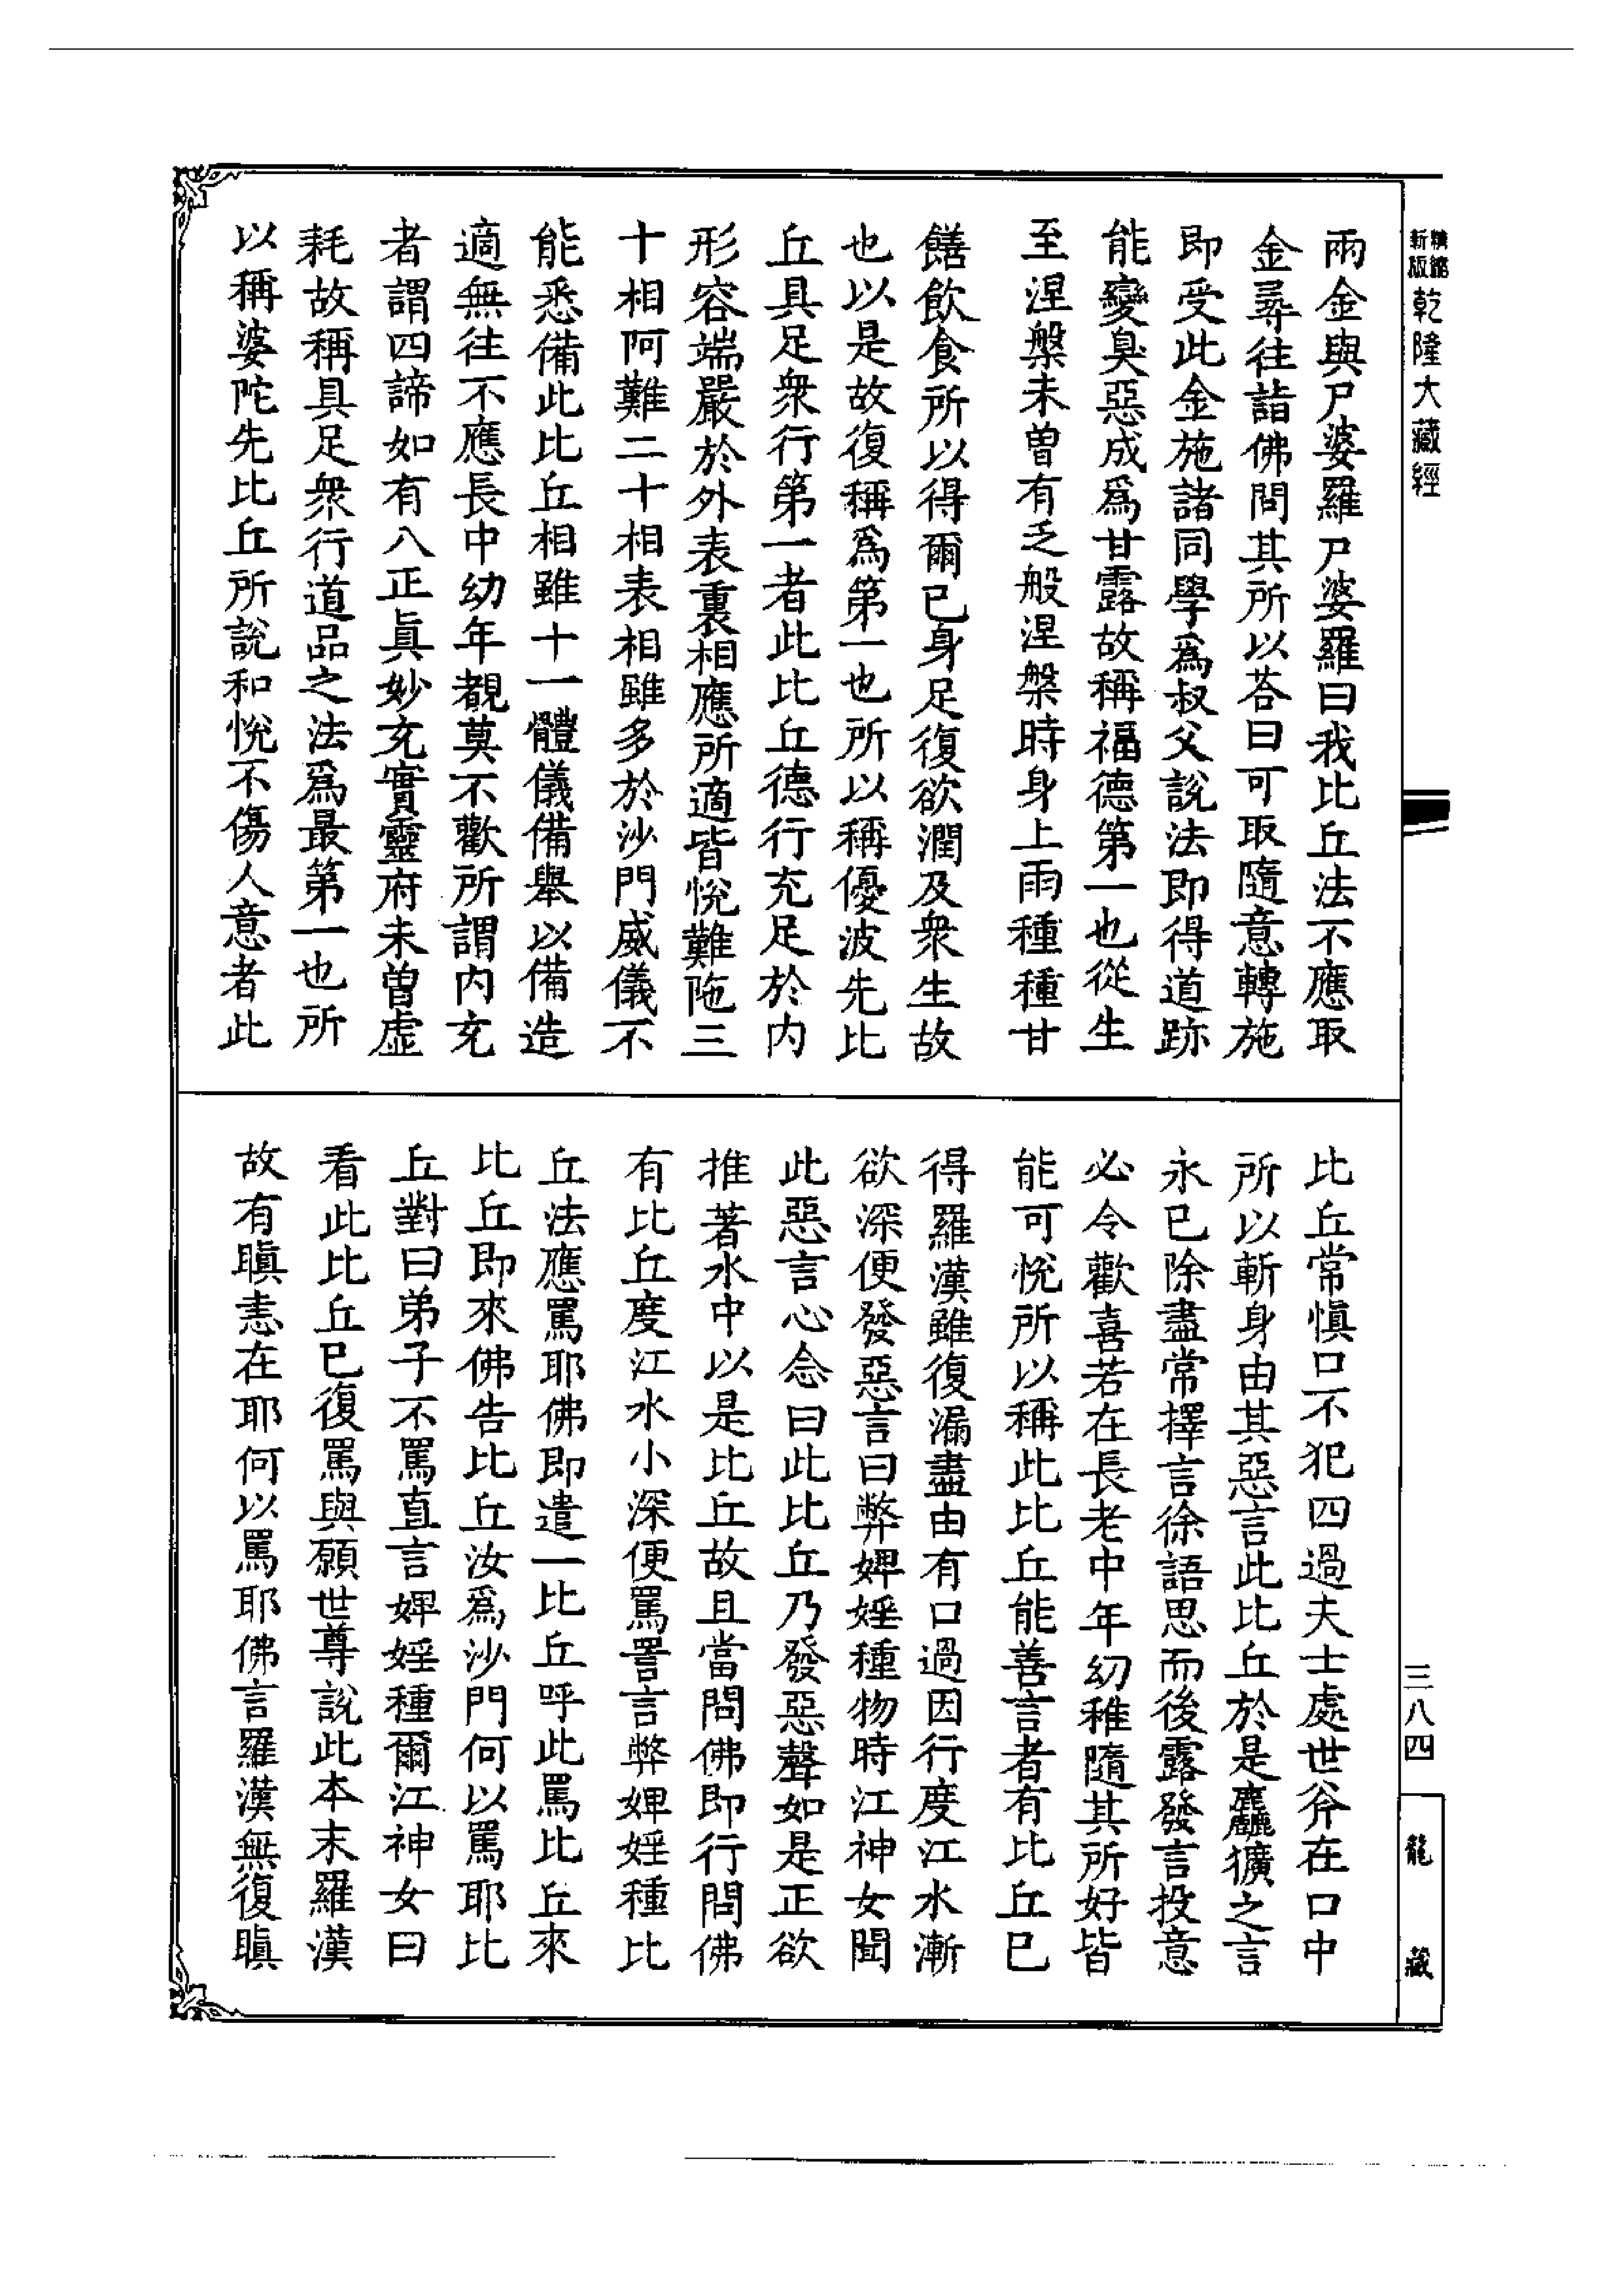 精縮
新版
乾隆大藏經
兩金與尸婆羅尸婆羅曰我比丘法不應取
金尋往詣佛問其所以荅曰可取隨意轉施
即受此金施諸同學爲叔父說法即得道跡
能變臭惡成爲甘露故稱福德第一也從生
至涅槃未曾有乏般涅槃時身上雨種種甘
饍飲食所以得爾已身足復欲潤及衆生故
也以是故復稱爲第一也所以稱優波先比
丘具足衆行第一者此比丘德行充足於內
形容端嚴於外表裏相應所適皆悅難陁三
十相阿難二十相表相雖多於沙門威儀不
能悉備此比丘相雖十一體儀備舉以備造
適無往不應長中幼年覩莫不歡所謂內充
者謂四諦如有八正眞妙充實靈府未曾虛
耗故稱具足衆行道品之法爲最第一也所
以稱婆陀先比丘所說和悅不傷人意者此
比丘常愼口不犯四過夫士處世斧在口中
所以斬身由其惡言此比丘於是麤獷之言
永已除盡常擇言徐語思而後露發言投意
必令歡喜若在長老中年幼稚隨其所好皆
能可悅所以稱此比丘能善言者有比丘已
得羅漢雖復漏盡由有口過因行度江水漸
欲深便發惡言曰弊婢婬種物時江神女聞
此惡言心念曰此比丘乃發惡聲如是正欲
推著水中以是比丘故且當問佛即行問佛
有比丘度江水小深便罵詈言弊婢婬種比
丘法應罵耶佛即遣一比丘呼此罵比丘來
比丘即來佛告比丘汝爲沙門何以罵耶比
丘對曰弟子不罵直言婢婬種爾江神女曰
看此比丘已復罵與願世尊說此本末羅漢
故有瞋恚在耶何以罵耶佛言羅漢無復瞋
三八四
龍藏